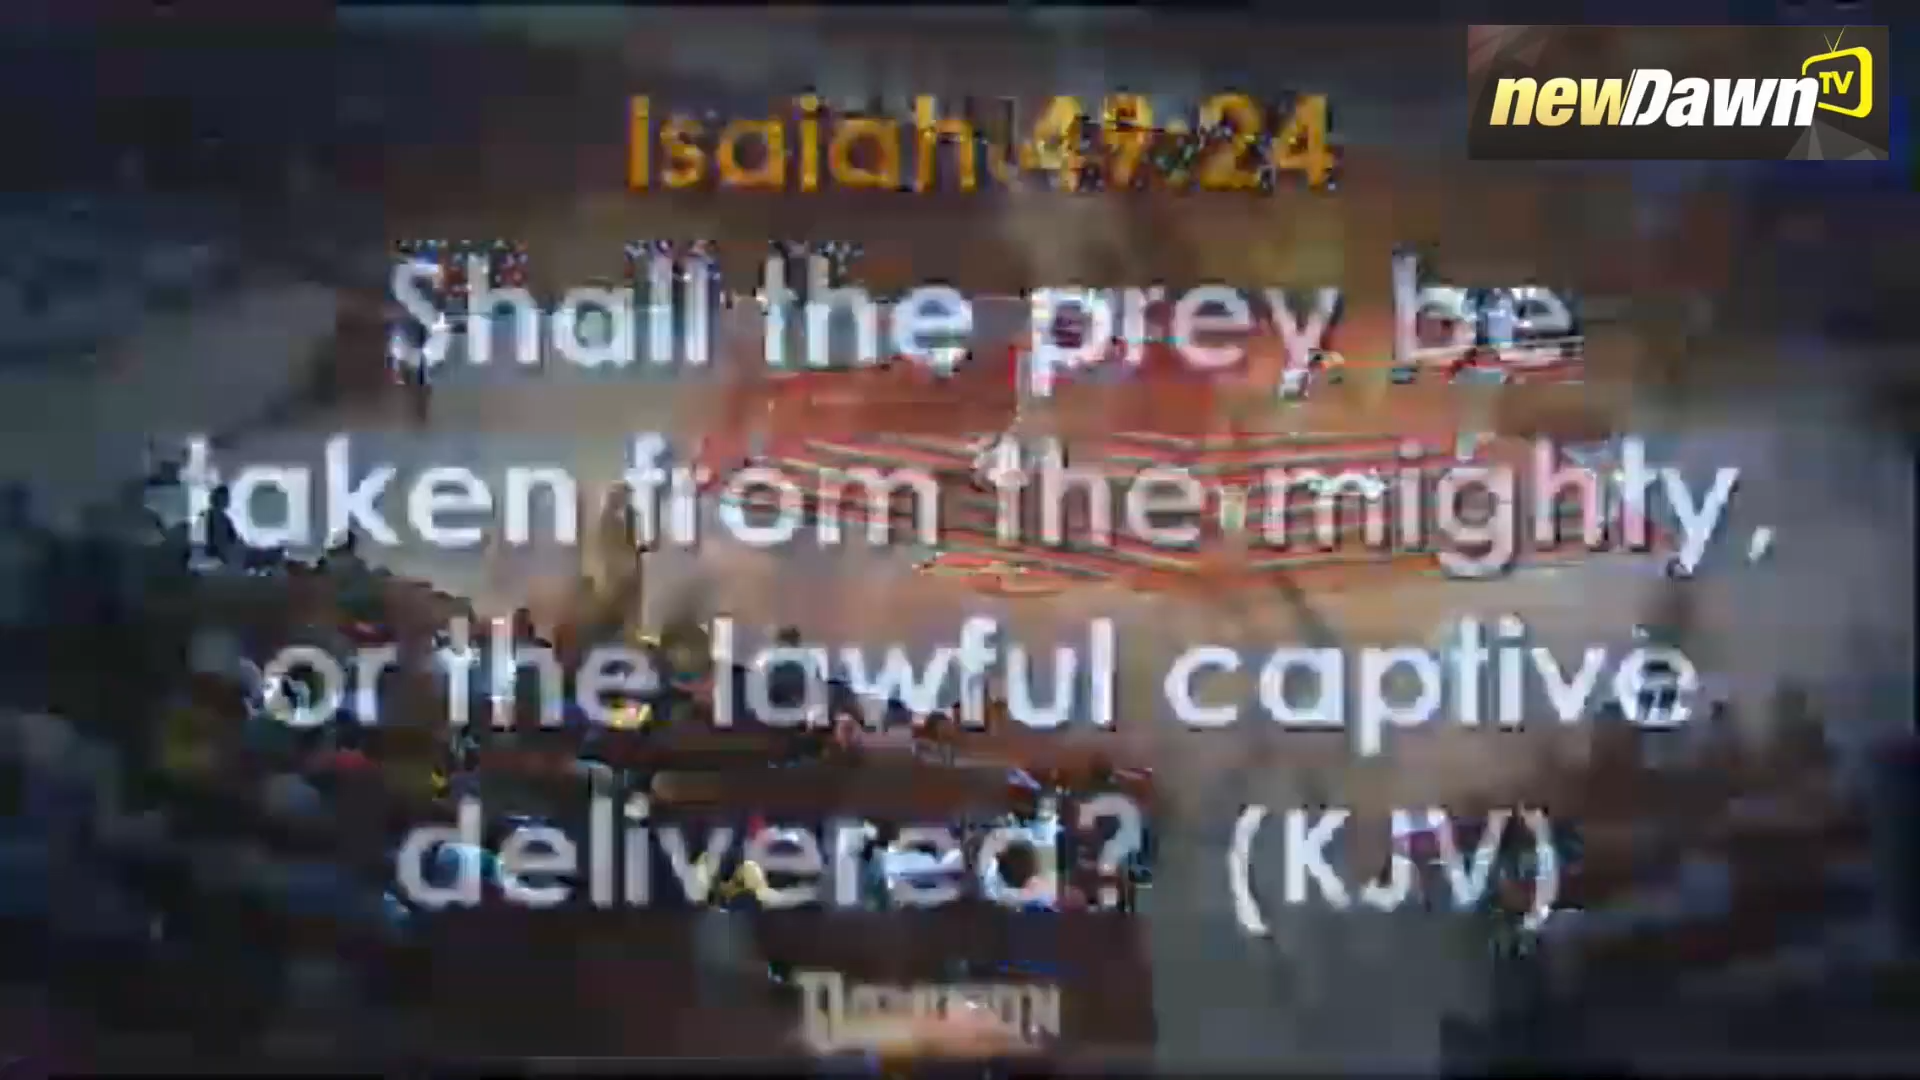 newDawn TV
Isaiah 49:24
Shall the prey be
taken from the mighty,
or the lawful captive
delivered? (KJV)